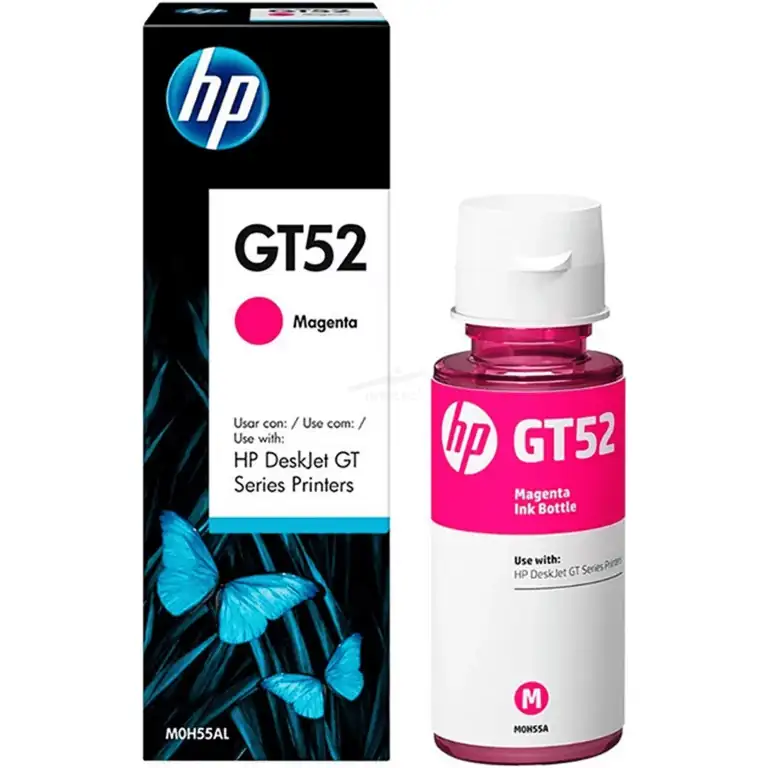 hp
GT52
Magenta
Usar con: / Use com: /
Use with:
HP DeskJet GT
Series Printers
M0H55AL
hp
GT52
Magenta
Ink Bottle
Use with:
HP DeskJet GT Series Printers
M
M0H55A